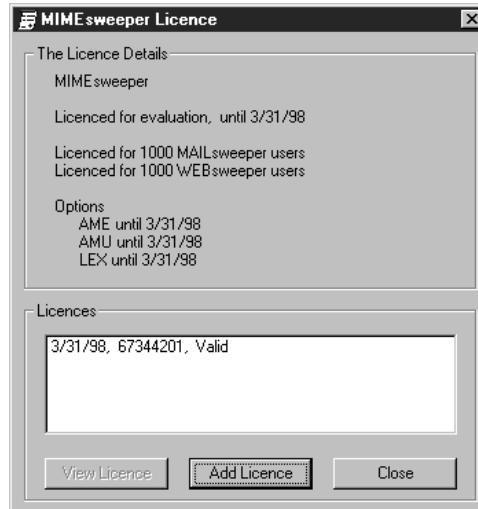 MIMEsweeper Licence
The Licence Details
MIMEsweeper
Licenced for evaluation, until 3/31/98
Licenced for 1000 MAILsweeper users
Licenced for 1000 WEBsweeper users
Options
AME until 3/31/98
AMU until 3/31/98
LEX until 3/31/98
Licences
3/31/98, 67344201, Valid
View Licence Add Licence Close